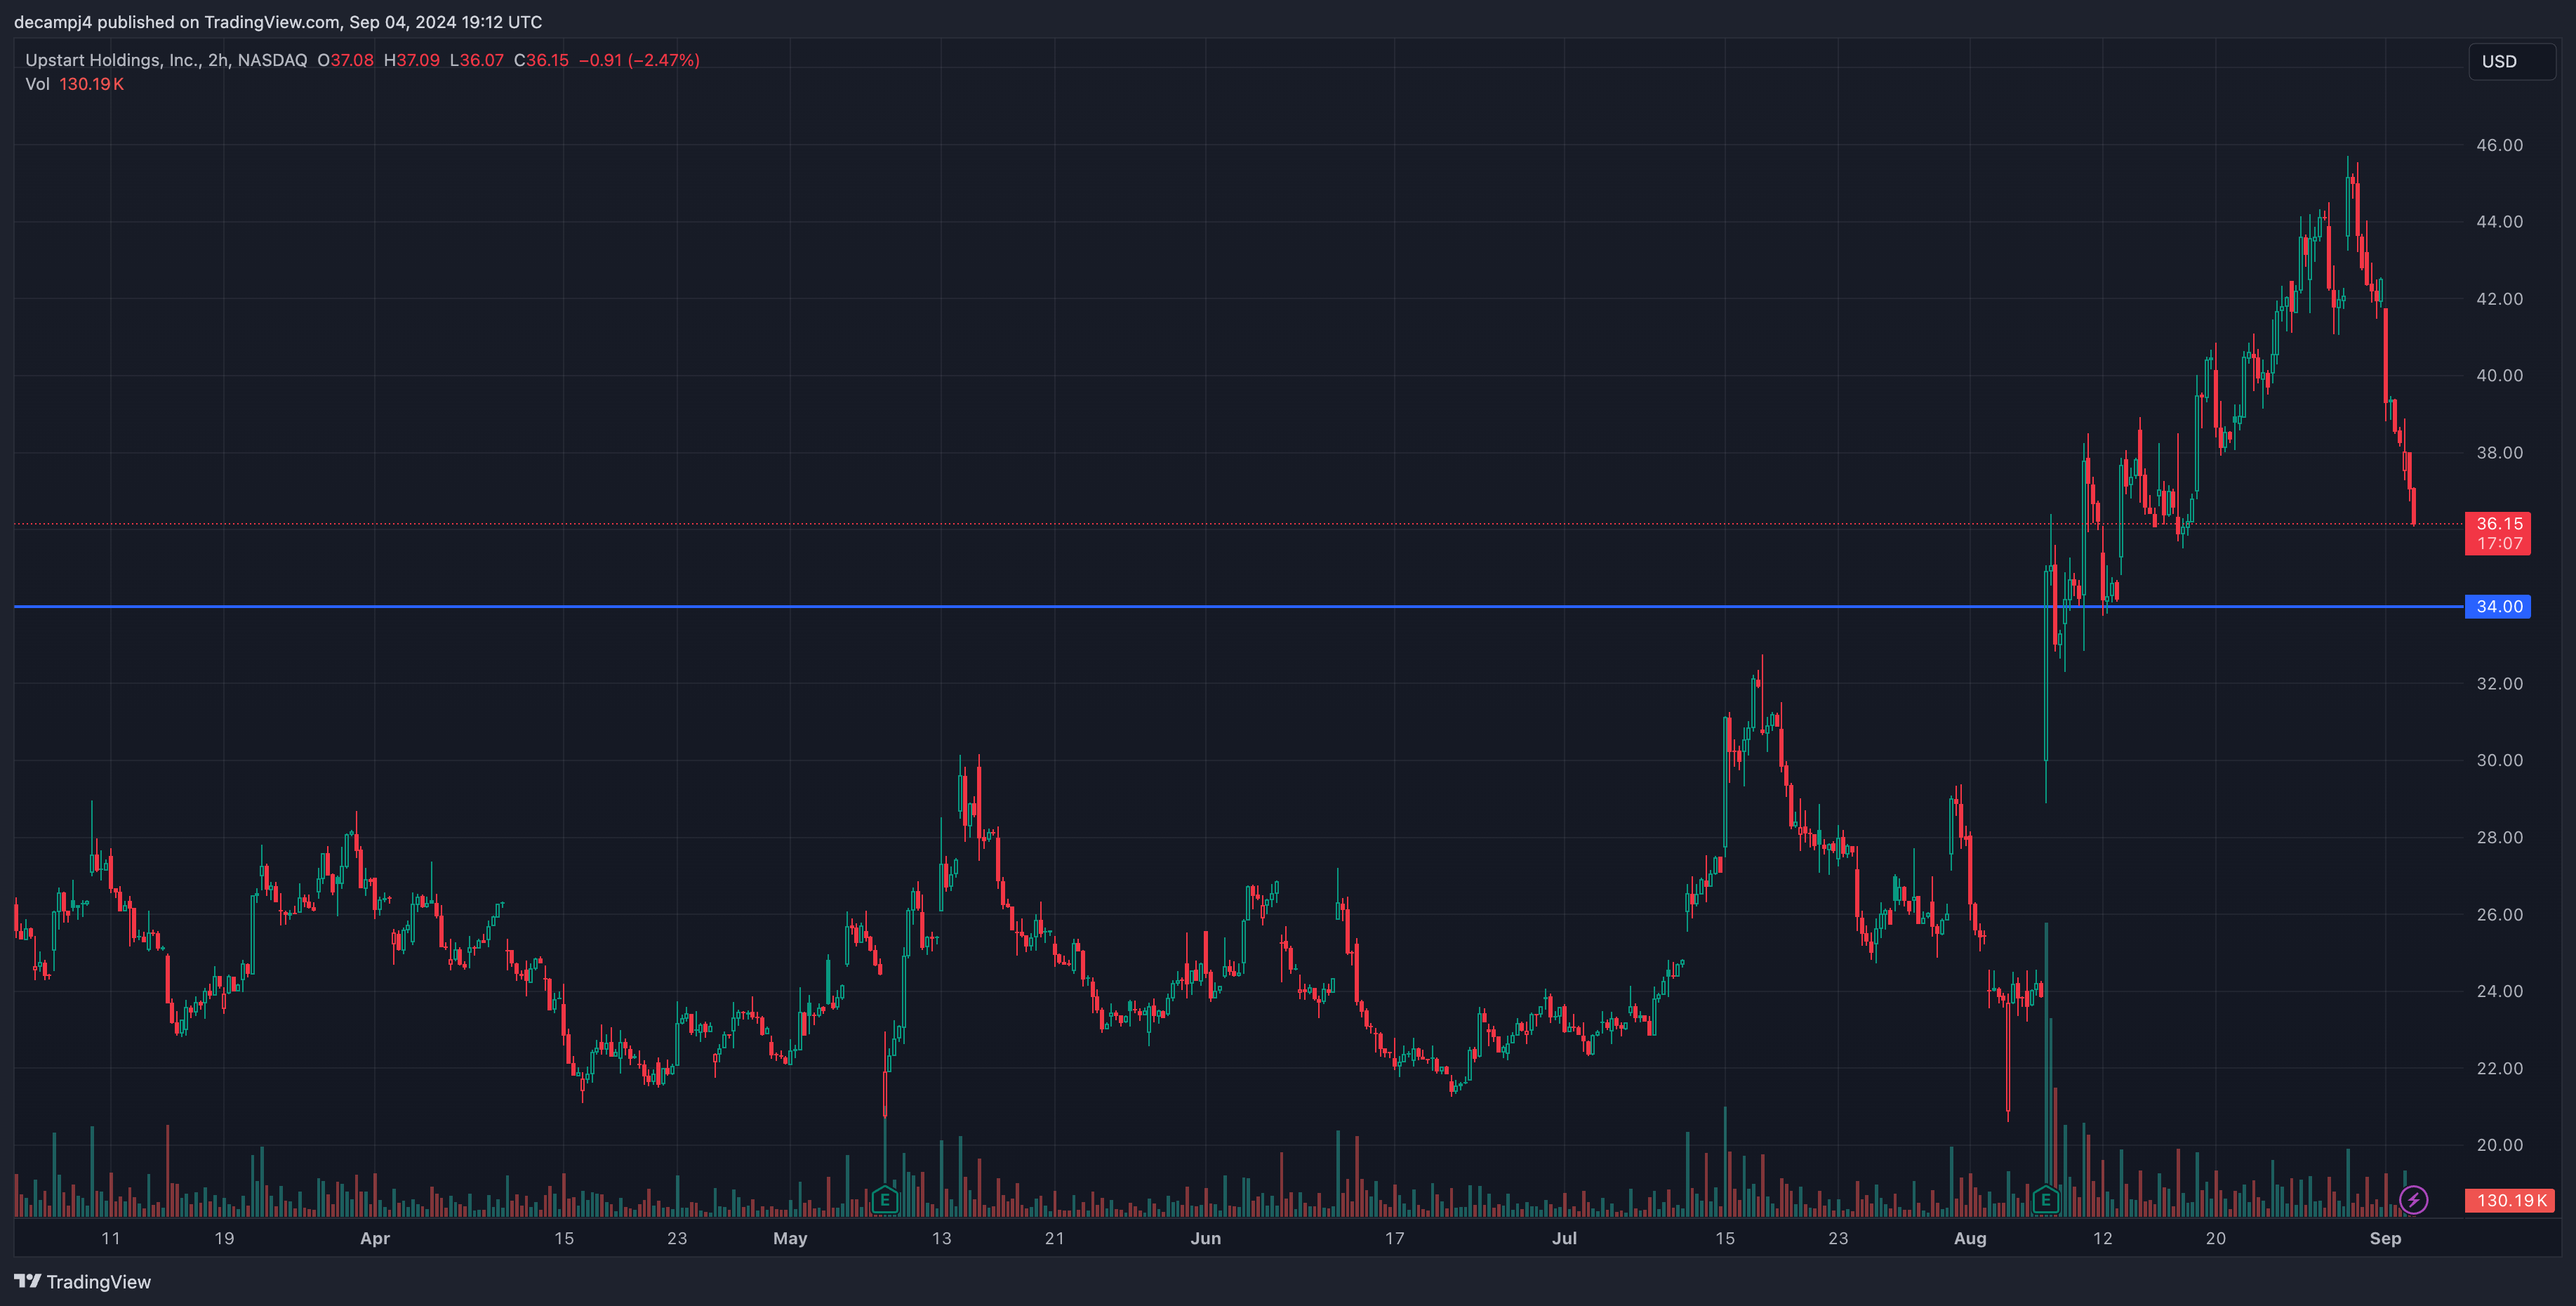 decampj4 published on TradingView.com, Sep 04, 2024 19:12 UTC
Upstart Holdings, Inc., 2h, NASDAQ O37.08 H37.09 L36.07 C36.15 −0.91 (−2.47%)
Vol 130.19 K
USD
46.00
44.00
42.00
40.00
38.00
36.15
17:07
34.00
32.00
30.00
28.00
26.00
24.00
22.00
20.00
130.19 K
E
E
11 19 Apr 15 23 May 13 21 Jun 17 Jul 15 23 Aug 12 20 Sep
TradingView